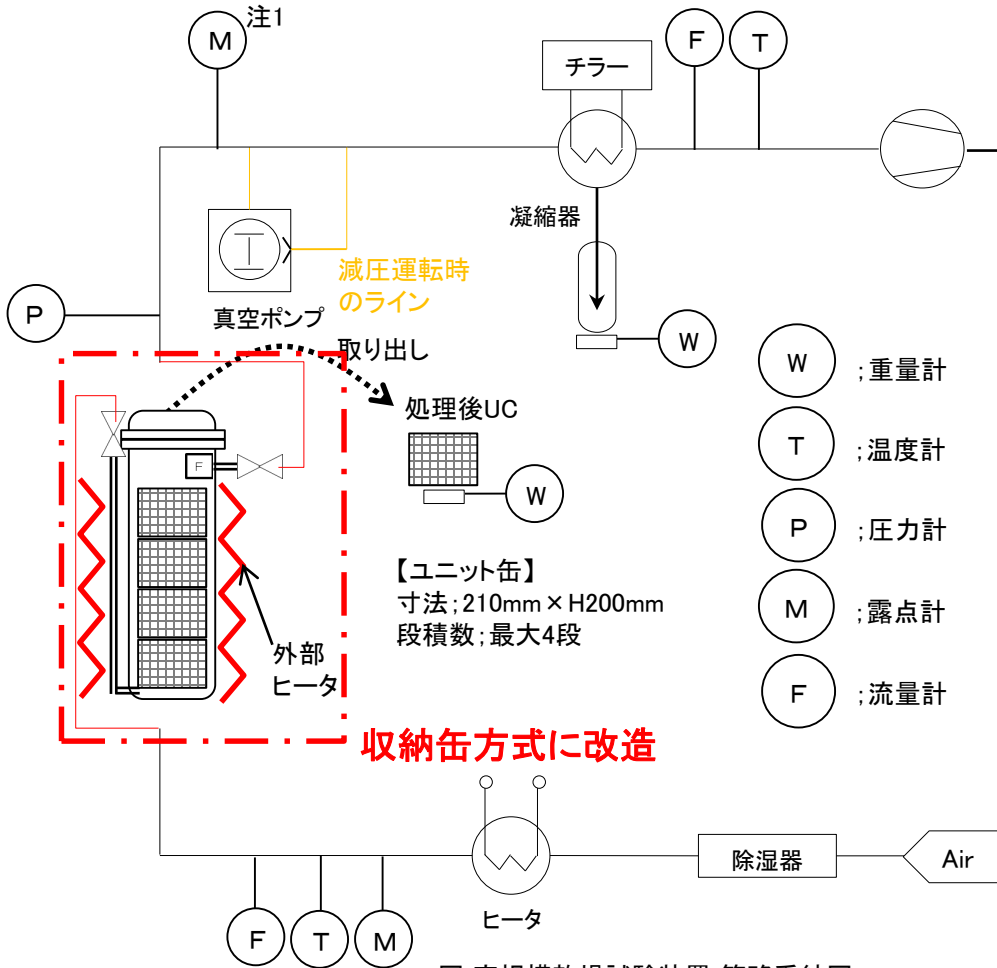 注1
M
F
T
チラー
凝縮器
減圧運転時
のライン
真空ポンプ
P
取り出し
W
W
;重量計
処理後UC
T
;温度計
F
W
P
;圧力計
【ユニット缶】
寸法;210mm×H200mm
段積数;最大4段
M
;露点計
外部
ヒータ
F
;流量計
収納缶方式に改造
除湿器
Air
ヒータ
F
T
M